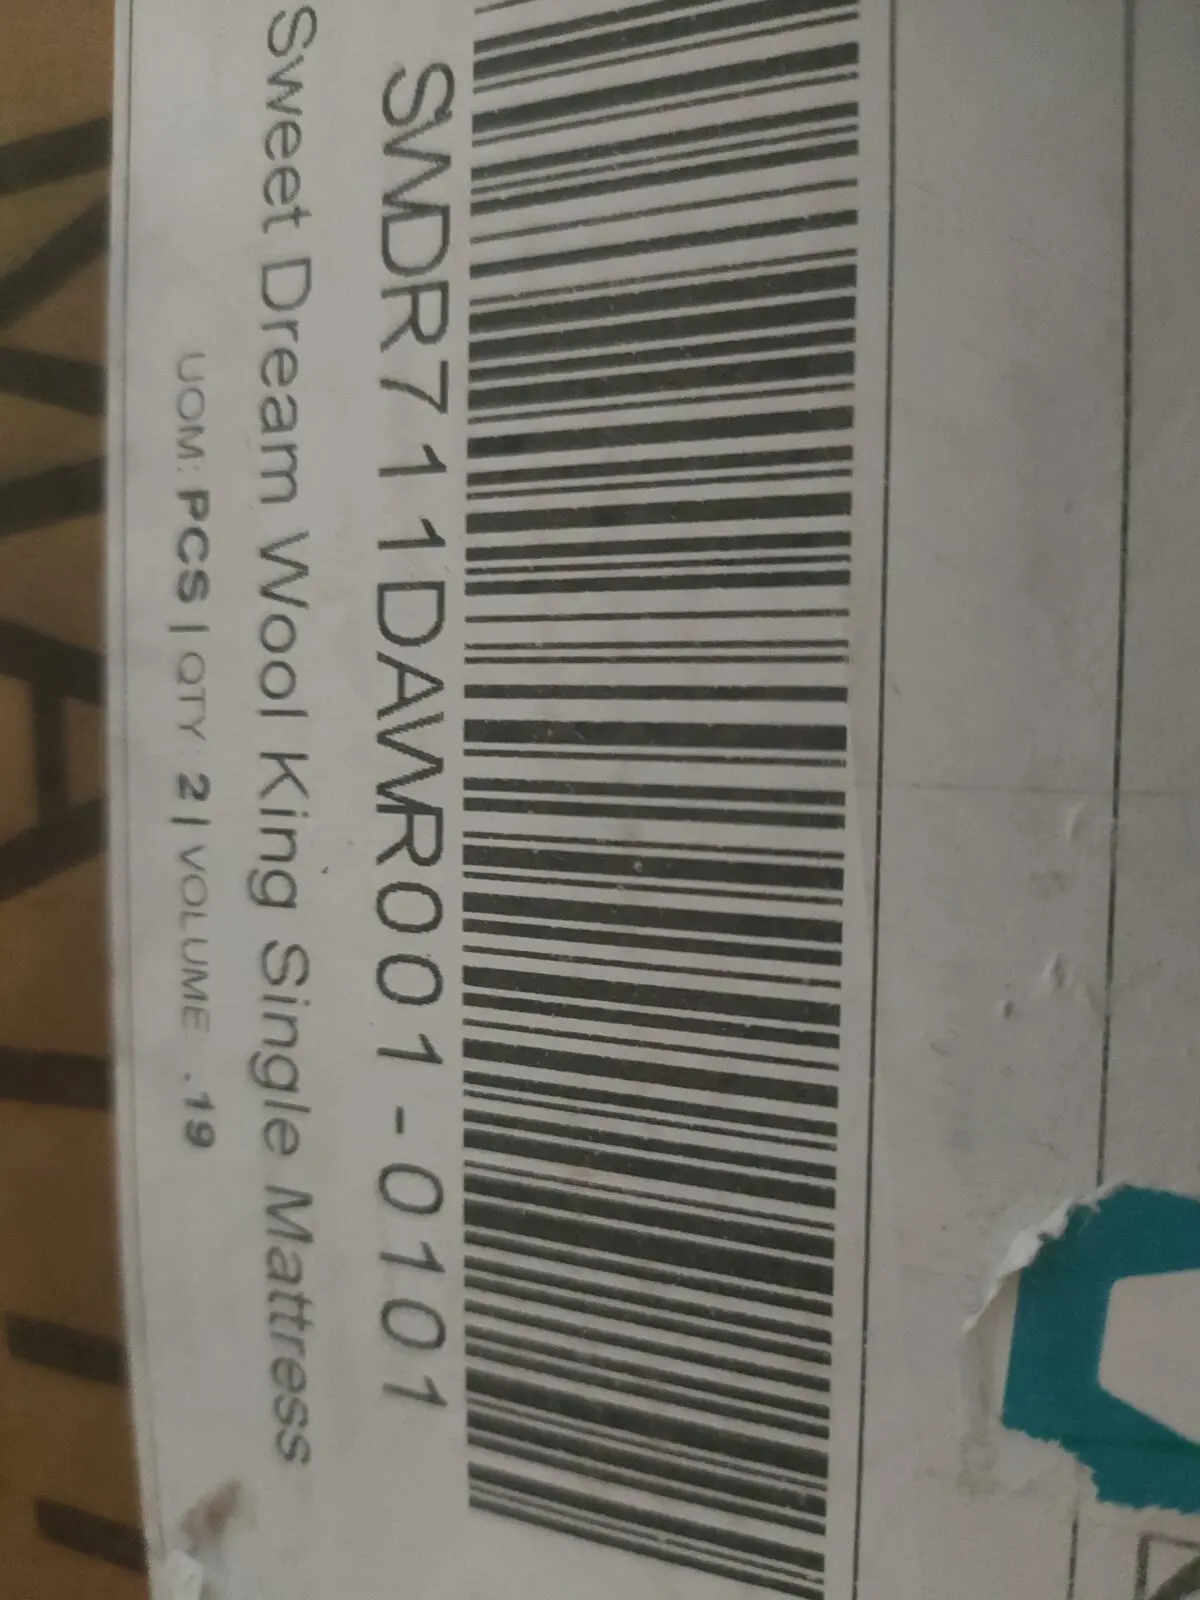 SWDR711DAWR001-0101
Sweet Dream Wool King Single Mattress
UOM: PCS | QTY: 2 | VOLUME: .19